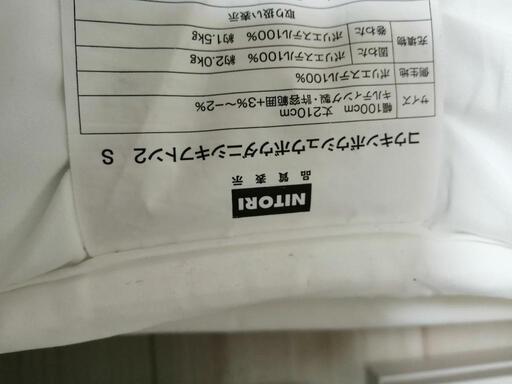 NITORI
品質表示
コウキンボウシュウボウダニシキフトン2 S
サイズ 幅100cm 丈210cm
キルティング製・許容範囲+3%~-2%
側生地 ポリエステル100%
充填物 固わた ポリエステル100% 約2.0kg
巻わた ポリエステル100% 約1.5kg
取り扱い表示